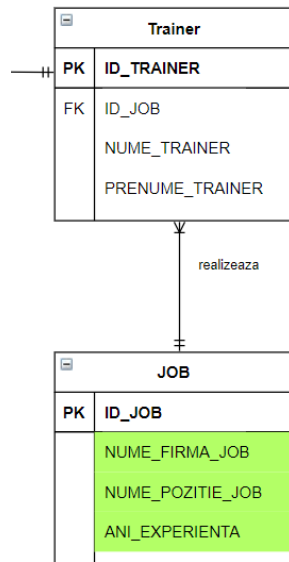 Trainer
PK ID_TRAINER
FK ID_JOB
NUME_TRAINER
PRENUME_TRAINER
realizeaza
JOB
PK ID_JOB
NUME_FIRMA_JOB
NUME_POZITIE_JOB
ANI_EXPERIENTA